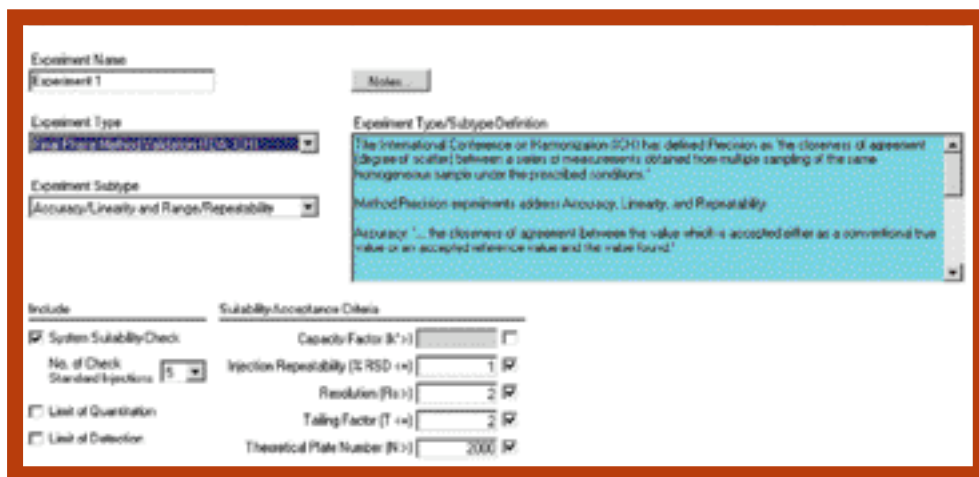 Experiment Name
Experiment 1
Notes...
Experiment Type
Final Phase Method Validation (FDA, ICH)
Experiment Subtype
Accuracy/Linearity and Range/Repeatability
Experiment Type/Subtype Definition
The International Conference on Harmonization (ICH) has defined Precision as "the closeness of agreement
(degree of scatter) between a series of measurements obtained from multiple sampling of the same
homogeneous sample under the prescribed conditions."
Method Precision experiments address Accuracy, Linearity, and Repeatability
Accuracy: "... the closeness of agreement between the value which is accepted either as a conventional true
value or an accepted reference value and the value found."
Include
System Suitability Check
No. of Check
Standard Injections 5
Limit of Quantitation
Limit of Detection
Suitability Acceptance Criteria
Capacity Factor (k'>)
Injection Repeatability (% RSD <=) 1
Resolution (Rs>) 2
Tailing Factor (T <=) 2
Theoretical Plate Number (N>) 2000